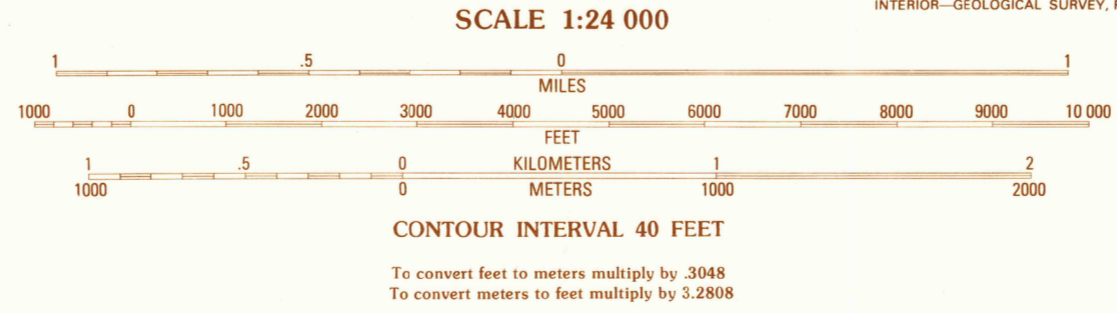 INTERIOR—GEOLOGICAL SURVEY,
SCALE 1:24 000
1 .5 0 1
MILES
1000 0 1000 2000 3000 4000 5000 6000 7000 8000 9000 10 000
FEET
1 .5 0 KILOMETERS 1 2
1000 0 METERS 1000 2000
CONTOUR INTERVAL 40 FEET
To convert feet to meters multiply by .3048
To convert meters to feet multiply by 3.2808